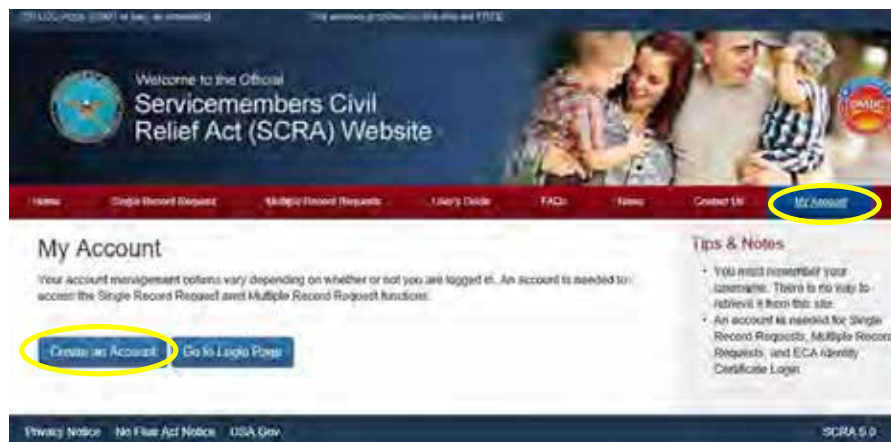 Welcome to the Official
Servicemembers Civil
Relief Act (SCRA) Website
Home Single Record Request Multiple Record Requests User's Guide FAQs News Contact Us My Account
My Account
Your account management options vary depending on whether or not you are logged in. An account is needed to
access the Single Record Request and Multiple Record Request functions.
Create an Account Go to Login Page
Tips & Notes
• You must remember your
username. There is no way to
retrieve it from this site.
• An account is needed for Single
Record Requests, Multiple Record
Requests, and ECA Identity
Certificate Login
Privacy Notice No Fear Act Notice USA.Gov SCRA 5.0